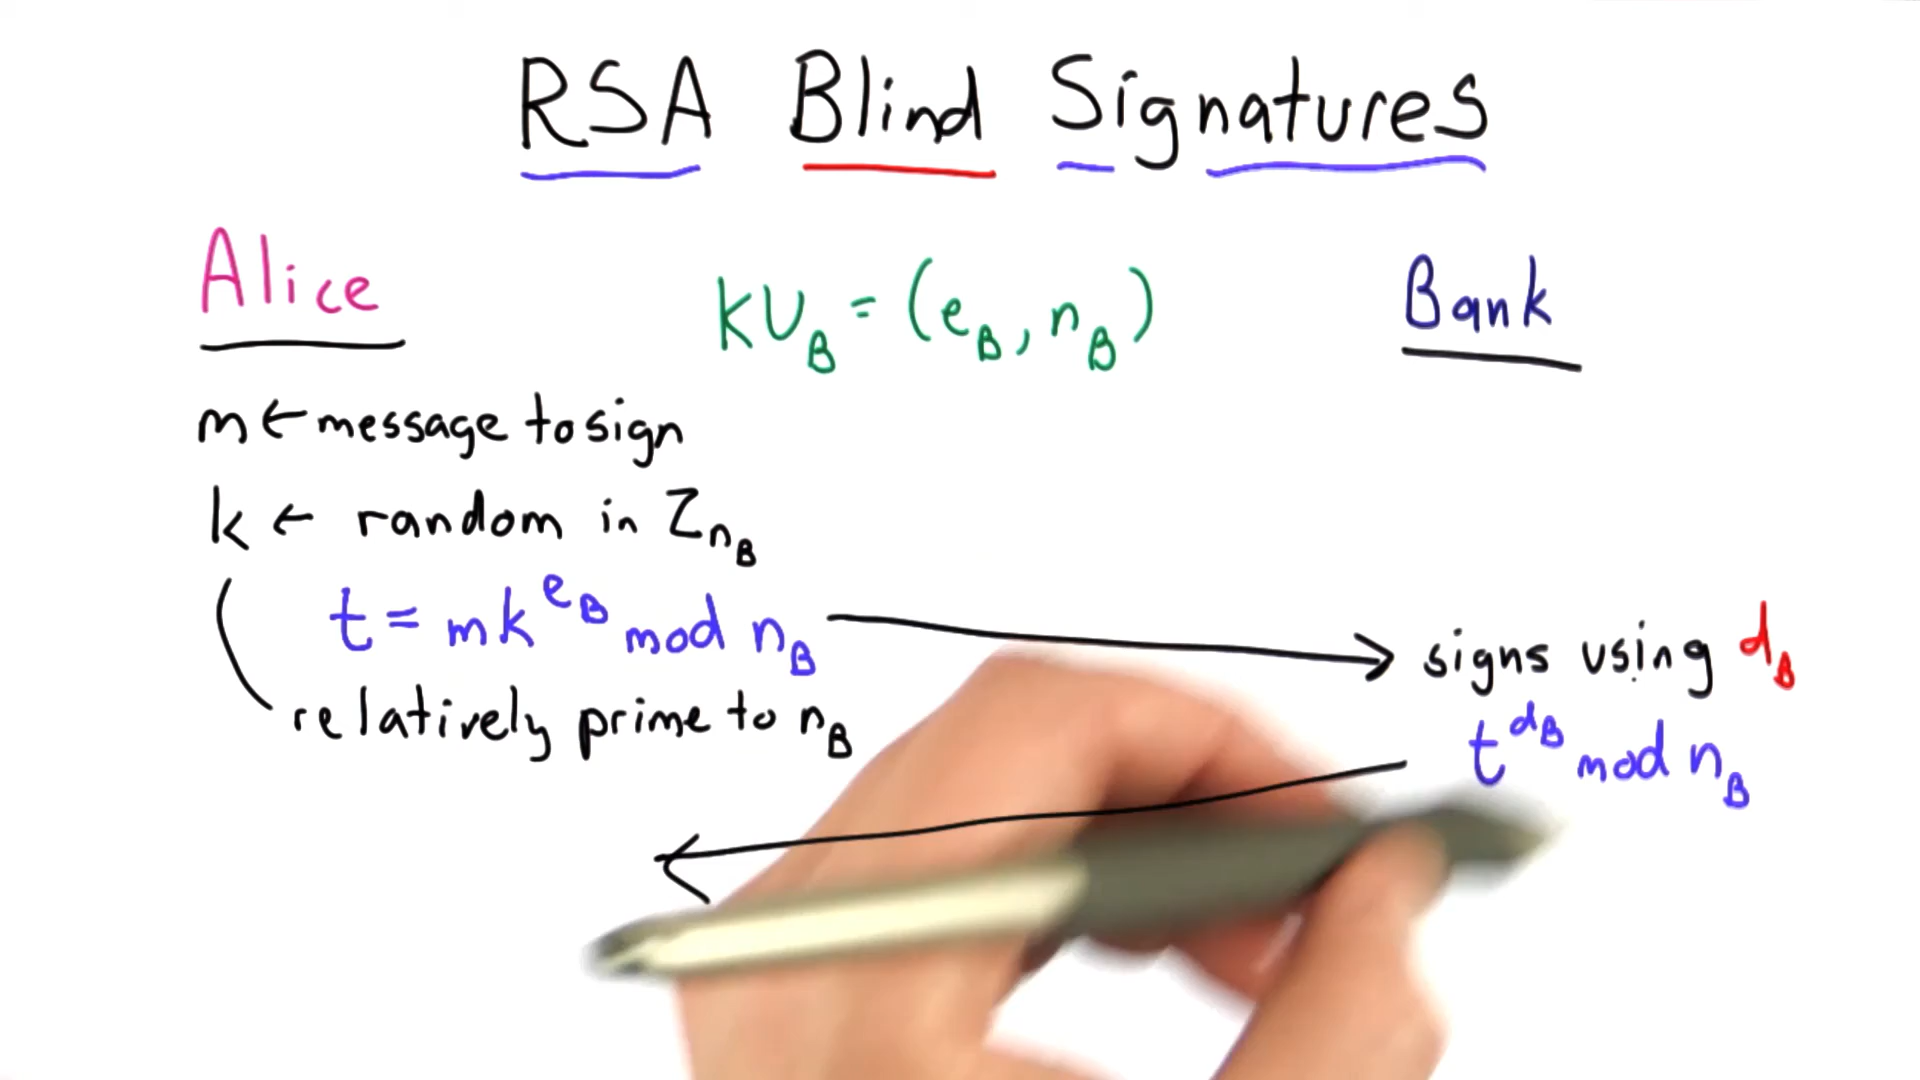 RSA Blind Signatures
Alice
KU_B = (e_B, n_B)
Bank
m ← message to sign
k ← random in Z_{n_B}
t = mk^{e_B} mod n_B
signs using d_B
relatively prime to n_B
t^{d_B} mod n_B